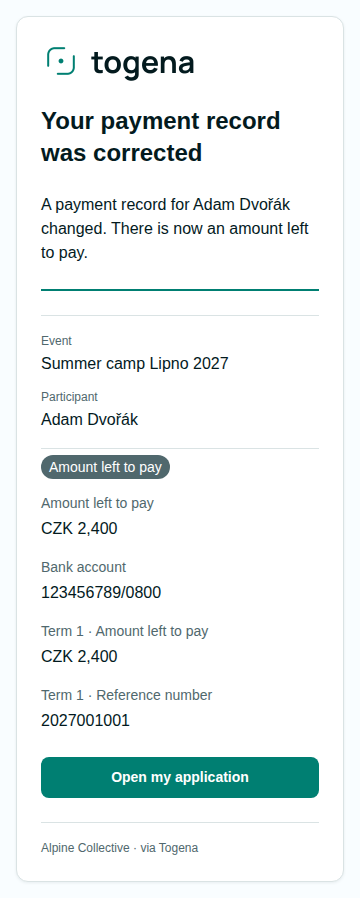 togena
Your payment record
was corrected
A payment record for Adam Dvořák
changed. There is now an amount left
to pay.
Event
Summer camp Lipno 2027
Participant
Adam Dvořák
Amount left to pay
Amount left to pay
CZK 2,400
Bank account
123456789/0800
Term 1 · Amount left to pay
CZK 2,400
Term 1 · Reference number
2027001001
Open my application
Alpine Collective · via Togena